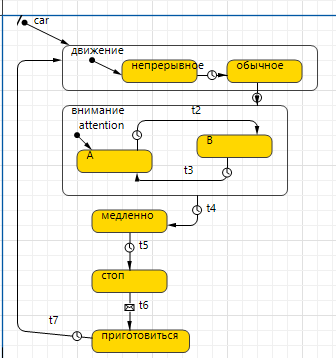 car
движение
непрерывное
обычное
внимание
attention
t2
A
B
t3
t4
медленно
t5
стоп
t6
t7
приготовиться